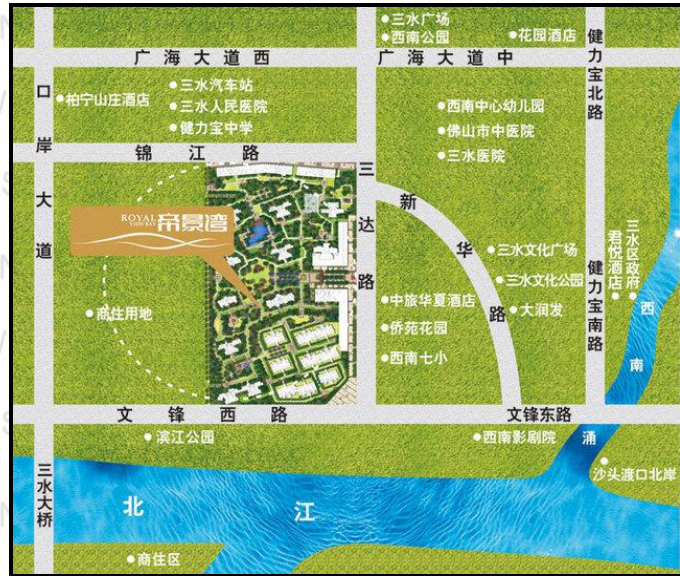 三水广场
西南公园
花园酒店
广海大道西
广海大道中
健力宝北路
口岸大道
柏宁山庄酒店
三水汽车站
三水人民医院
健力宝中学
西南中心幼儿园
佛山市中医院
三水医院
锦江路
三达路
新华路
ROYAL
VIEW BAY
帝景湾
三水文化广场
三水文化公园
大润发
三水区政府
君悦酒店
健力宝南路
西南涌
商住用地
中旅华夏酒店
侨苑花园
西南七小
文锋西路
文锋东路
滨江公园
西南影剧院
沙头渡口北岸
三水大桥
北江
商住区